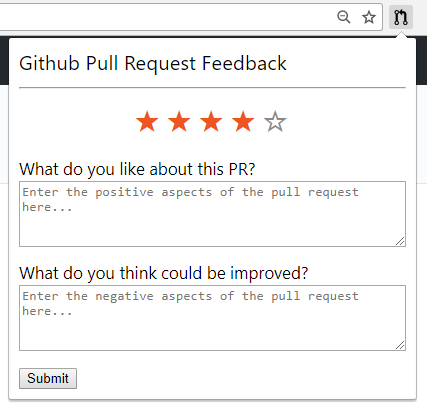 Github Pull Request Feedback
What do you like about this PR?
Enter the positive aspects of the pull request
here...
What do you think could be improved?
Enter the negative aspects of the pull request
here...
Submit